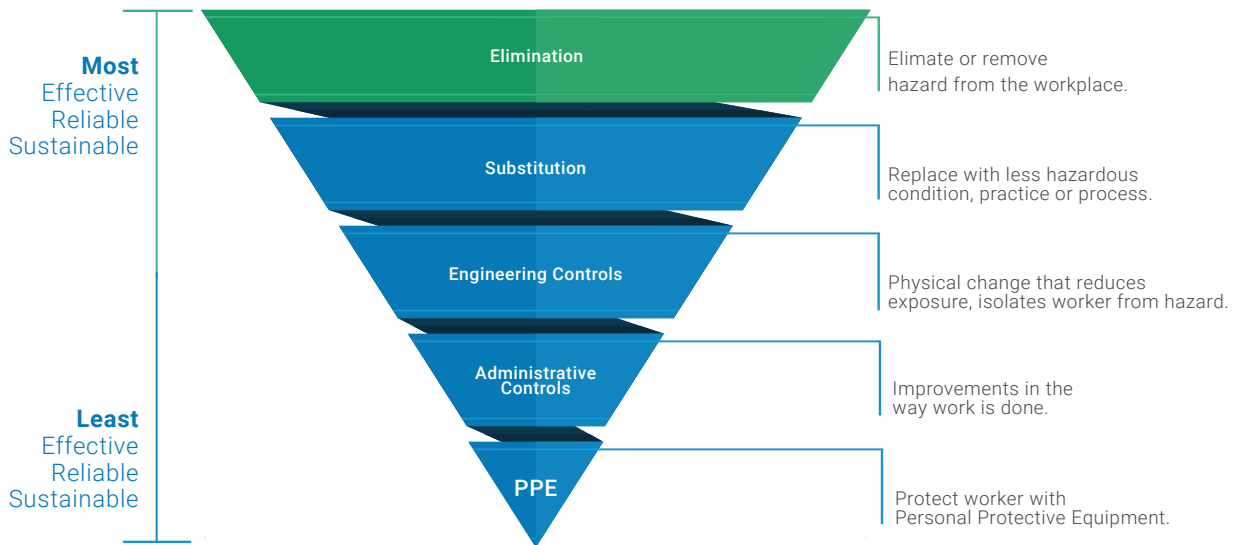 Most
Effective
Reliable
Sustainable
Elimination
Elimate or remove
hazard from the workplace.
Substitution
Replace with less hazardous
condition, practice or process.
Engineering Controls
Physical change that reduces
exposure, isolates worker from hazard.
Administrative
Controls
Improvements in the
way work is done.
Least
Effective
Reliable
Sustainable
PPE
Protect worker with
Personal Protective Equipment.